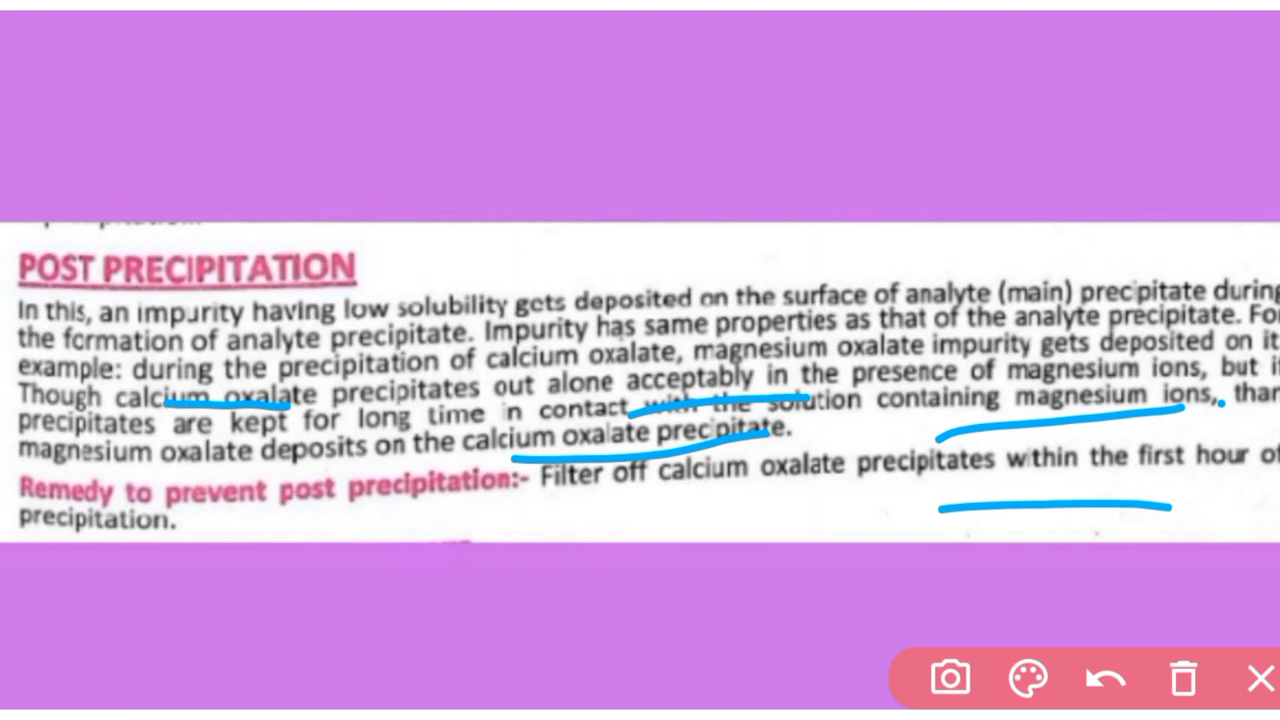 POST PRECIPITATION
In this, an impurity having low solubility gets deposited on the surface of analyte (main) precipitate during
the formation of analyte precipitate. Impurity has same properties as that of the analyte precipitate. For
example: during the precipitation of calcium oxalate, magnesium oxalate impurity gets deposited on it
Though calcium oxalate precipitates out alone acceptably in the presence of magnesium ions, but if
precipitates are kept for long time in contact with the solution containing magnesium ions, than
magnesium oxalate deposits on the calcium oxalate precipitate.
Remedy to prevent post precipitation:- Filter off calcium oxalate precipitates within the first hour of
precipitation.